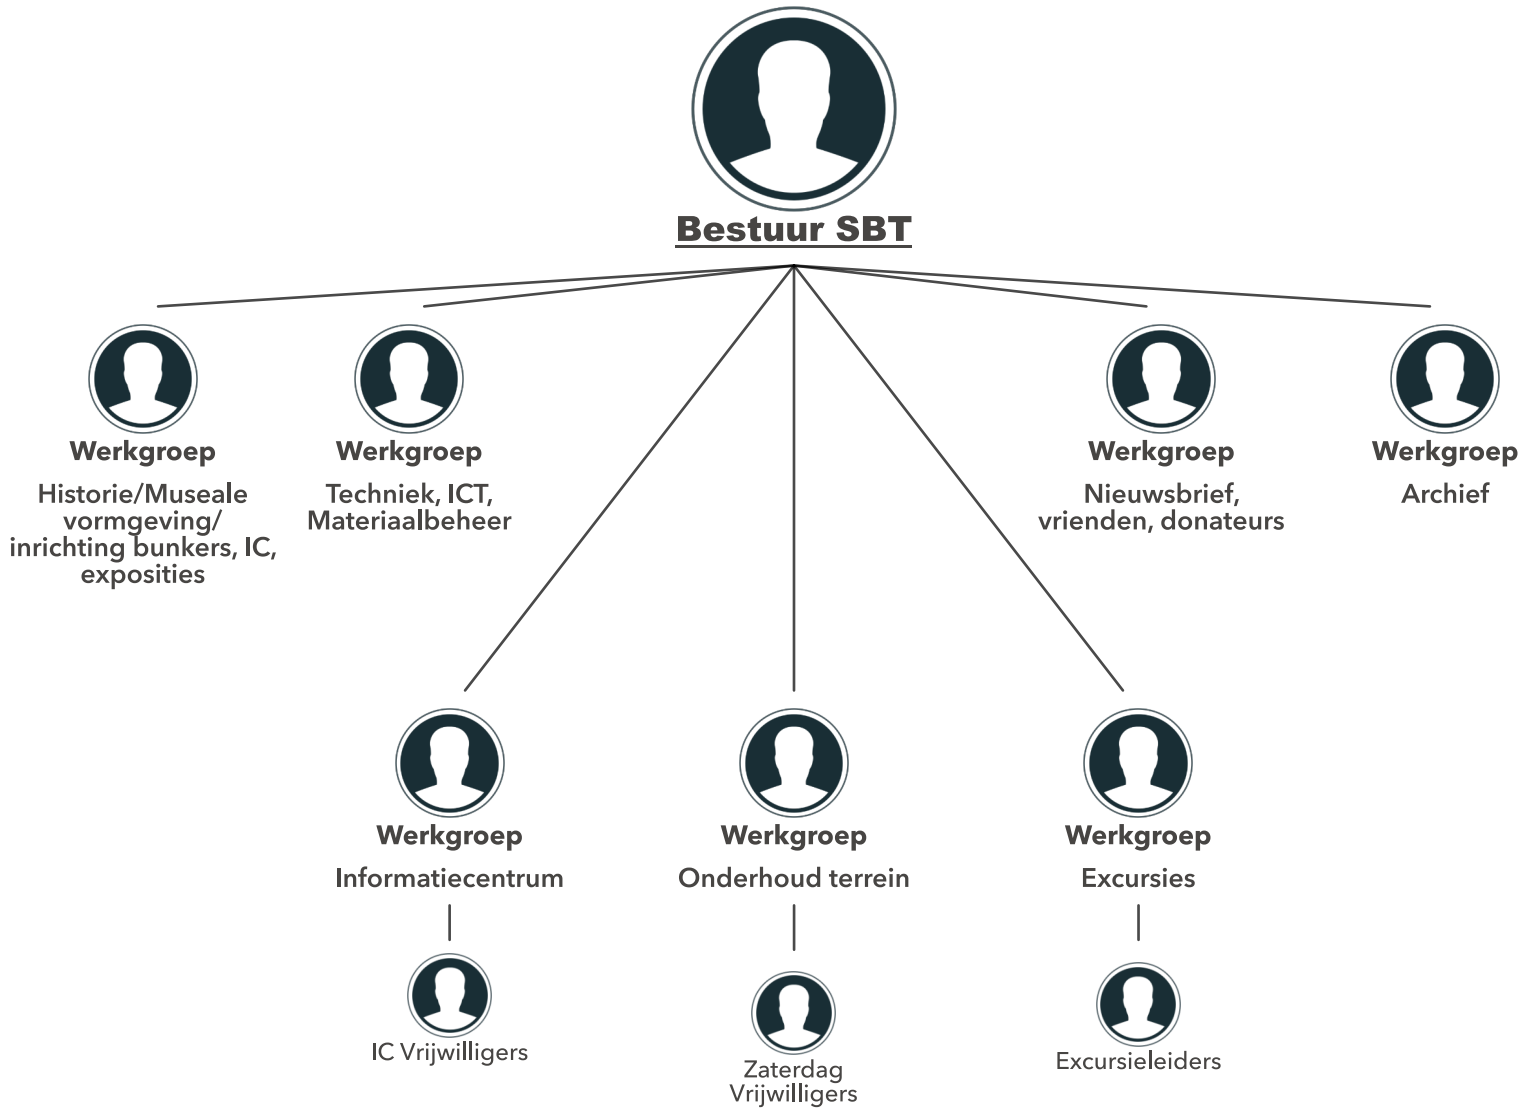 Bestuur SBT
Werkgroep
Historie/Museale
vormgeving/
inrichting bunkers, IC,
exposities
Werkgroep
Techniek, ICT,
Materiaalbeheer
Werkgroep
Nieuwsbrief,
vrienden, donateurs
Werkgroep
Archief
Werkgroep
Informatiecentrum
Werkgroep
Onderhoud terrein
Werkgroep
Excursies
IC Vrijwilligers
Zaterdag
Vrijwilligers
Excursieleiders